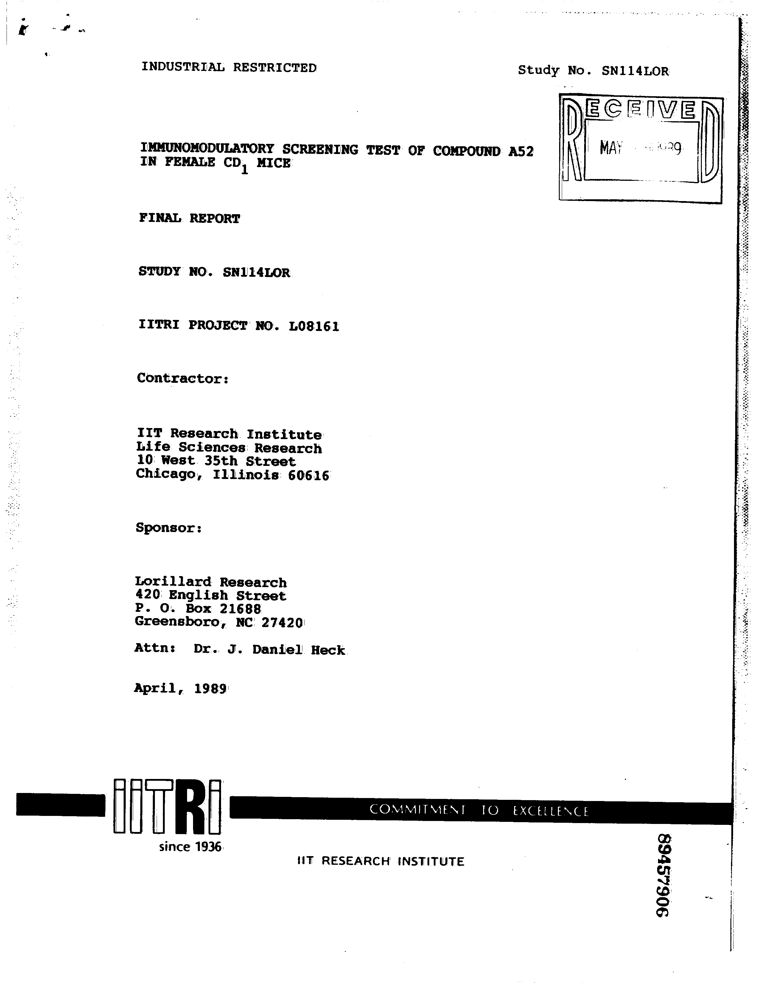 INDUSTRIAL RESTRICTED
Study No. SN114LOR
RECEIVED
MAY
IMMUNOMODULATORY SCREENING TEST OF COMPOUND A52
IN FEMALE CD1 MICE
FINAL REPORT
STUDY NO. SN114LOR
IITRI PROJECT NO. L08161
Contractor:
IIT Research Institute
Life Sciences Research
10 West 35th Street
Chicago, Illinois 60616
Sponsor:
Lorillard Research
420 English Street
P. O. Box 21688
Greensboro, NC 27420
Attn: Dr. J. Daniel Heck
April, 1989
IITRI
since 1936
COMMITMENT TO EXCELLENCE
IIT RESEARCH INSTITUTE
89457906